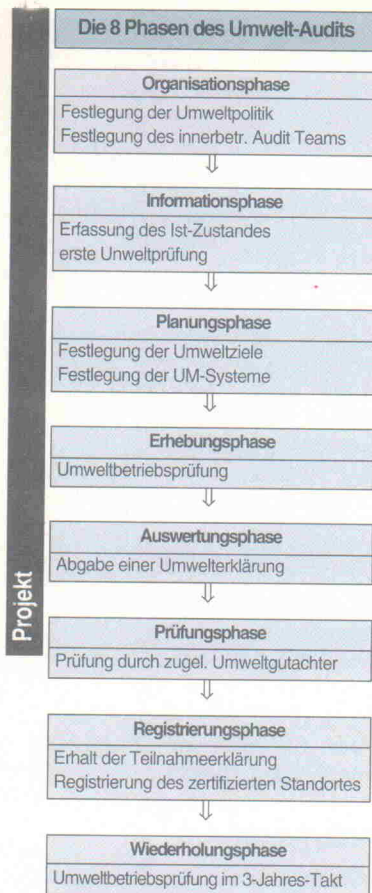 Die 8 Phasen des Umwelt-Audits
Organisationsphase
Festlegung der Umweltpolitik
Festlegung des innerbetr. Audit Teams
Informationsphase
Erfassung des Ist-Zustandes
erste Unweltprüfung
Planungsphase
Festlegung der Umweltziele
Festlegung der UM-Systeme
Erhebungsphase
Umweltbetriebsprüfung
Auswertungsphase
Abgabe einer Umwelterklärung
Prüfungsphase
Prüfung durch zugel. Umweltgutachter
Registrierungsphase
Erhalt der Teilnahmeerklärung
Registrierung des zertifizierten Standortes
Wiederholungsphase
Umweltbetriebsprüfung im 3-Jahres-Takt
Projekt